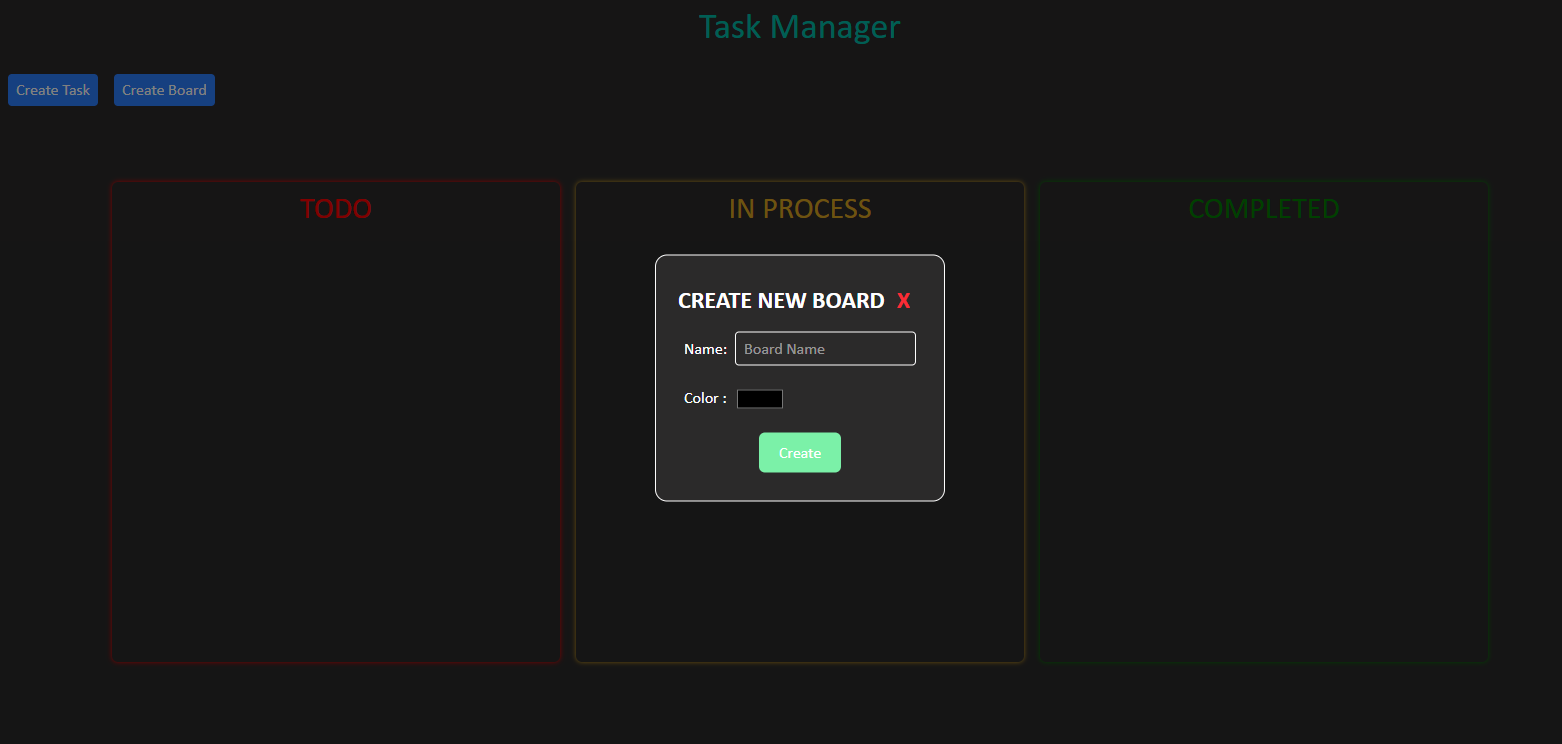 Task Manager
Create Task Create Board
TODO IN PROCESS COMPLETED
CREATE NEW BOARD X
Name: Board Name
Color :
Create